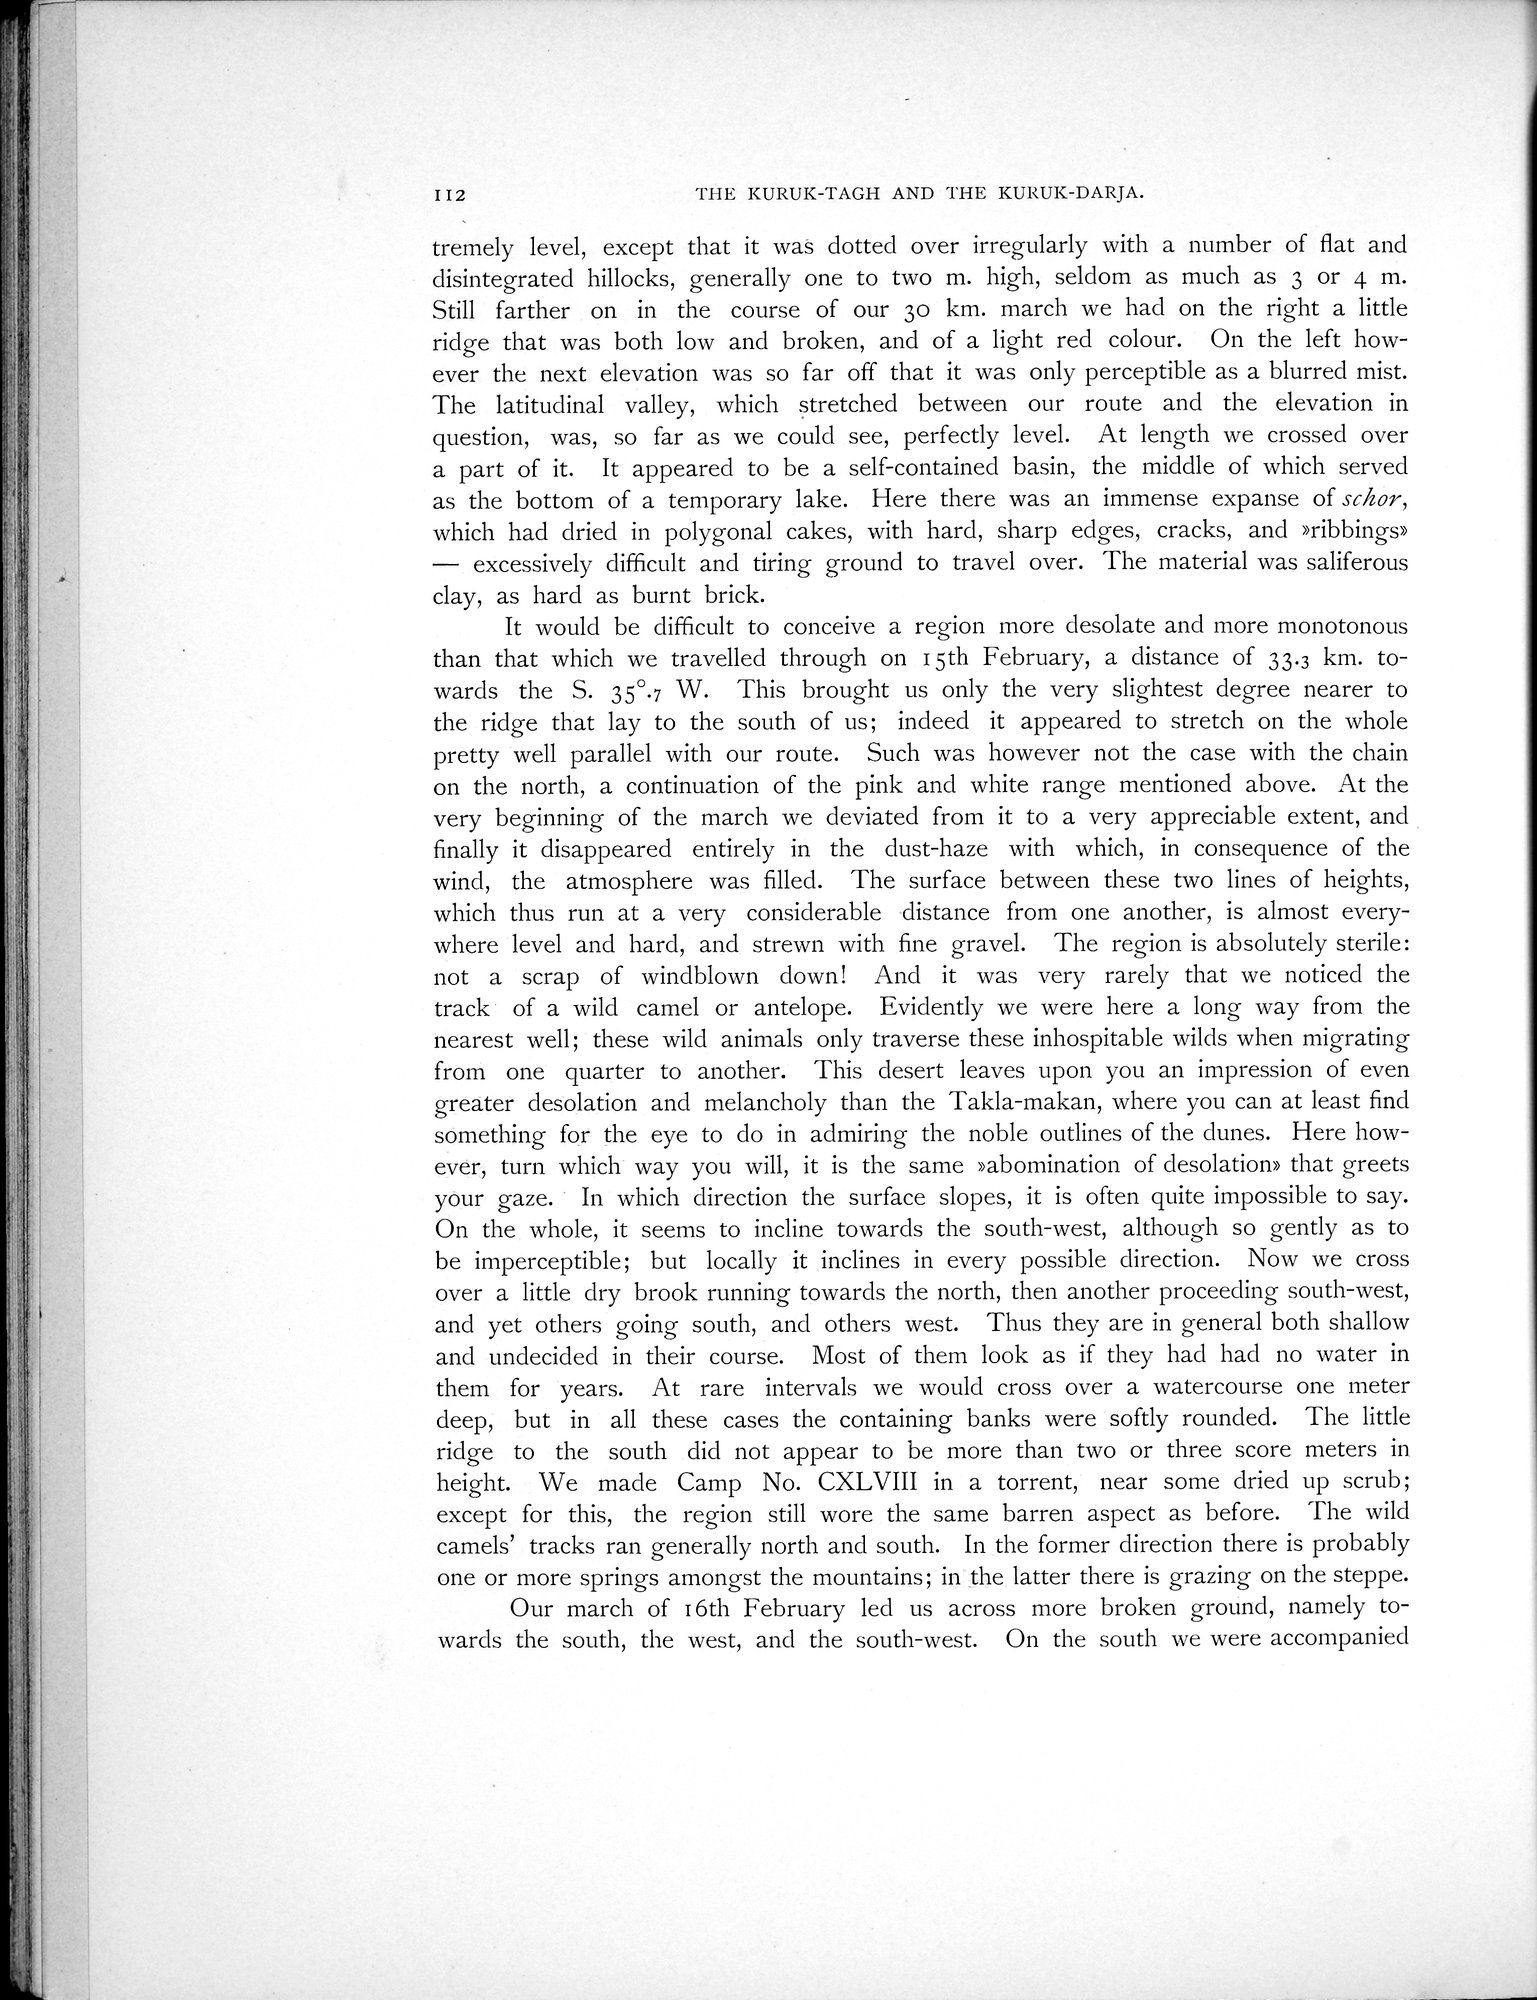 112 THE KURUK-TAGH AND THE KURUK-DARJA.
tremely level, except that it was dotted over irregularly with a number of flat and
disintegrated hillocks, generally one to two m. high, seldom as much as 3 or 4 m.
Still farther on in the course of our 30 km. march we had on the right a little
ridge that was both low and broken, and of a light red colour. On the left how-
ever the next elevation was so far off that it was only perceptible as a blurred mist.
The latitudinal valley, which stretched between our route and the elevation in
question, was, so far as we could see, perfectly level. At length we crossed over
a part of it. It appeared to be a self-contained basin, the middle of which served
as the bottom of a temporary lake. Here there was an immense expanse of schor,
which had dried in polygonal cakes, with hard, sharp edges, cracks, and »ribbings»
— excessively difficult and tiring ground to travel over. The material was saliferous
clay, as hard as burnt brick.
It would be difficult to conceive a region more desolate and more monotonous
than that which we travelled through on 15th February, a distance of 33.3 km. to-
wards the S. 35°.7 W. This brought us only the very slightest degree nearer to
the ridge that lay to the south of us; indeed it appeared to stretch on the whole
pretty well parallel with our route. Such was however not the case with the chain
on the north, a continuation of the pink and white range mentioned above. At the
very beginning of the march we deviated from it to a very appreciable extent, and
finally it disappeared entirely in the dust-haze with which, in consequence of the
wind, the atmosphere was filled. The surface between these two lines of heights,
which thus run at a very considerable distance from one another, is almost every-
where level and hard, and strewn with fine gravel. The region is absolutely sterile:
not a scrap of windblown down! And it was very rarely that we noticed the
track of a wild camel or antelope. Evidently we were here a long way from the
nearest well; these wild animals only traverse these inhospitable wilds when migrating
from one quarter to another. This desert leaves upon you an impression of even
greater desolation and melancholy than the Takla-makan, where you can at least find
something for the eye to do in admiring the noble outlines of the dunes. Here how-
ever, turn which way you will, it is the same »abomination of desolation» that greets
your gaze. In which direction the surface slopes, it is often quite impossible to say.
On the whole, it seems to incline towards the south-west, although so gently as to
be imperceptible; but locally it inclines in every possible direction. Now we cross
over a little dry brook running towards the north, then another proceeding south-west,
and yet others going south, and others west. Thus they are in general both shallow
and undecided in their course. Most of them look as if they had had no water in
them for years. At rare intervals we would cross over a watercourse one meter
deep, but in all these cases the containing banks were softly rounded. The little
ridge to the south did not appear to be more than two or three score meters in
height. We made Camp No. CXLVIII in a torrent, near some dried up scrub;
except for this, the region still wore the same barren aspect as before. The wild
camels' tracks ran generally north and south. In the former direction there is probably
one or more springs amongst the mountains; in the latter there is grazing on the steppe.
Our march of 16th February led us across more broken ground, namely to-
wards the south, the west, and the south-west. On the south we were accompanied